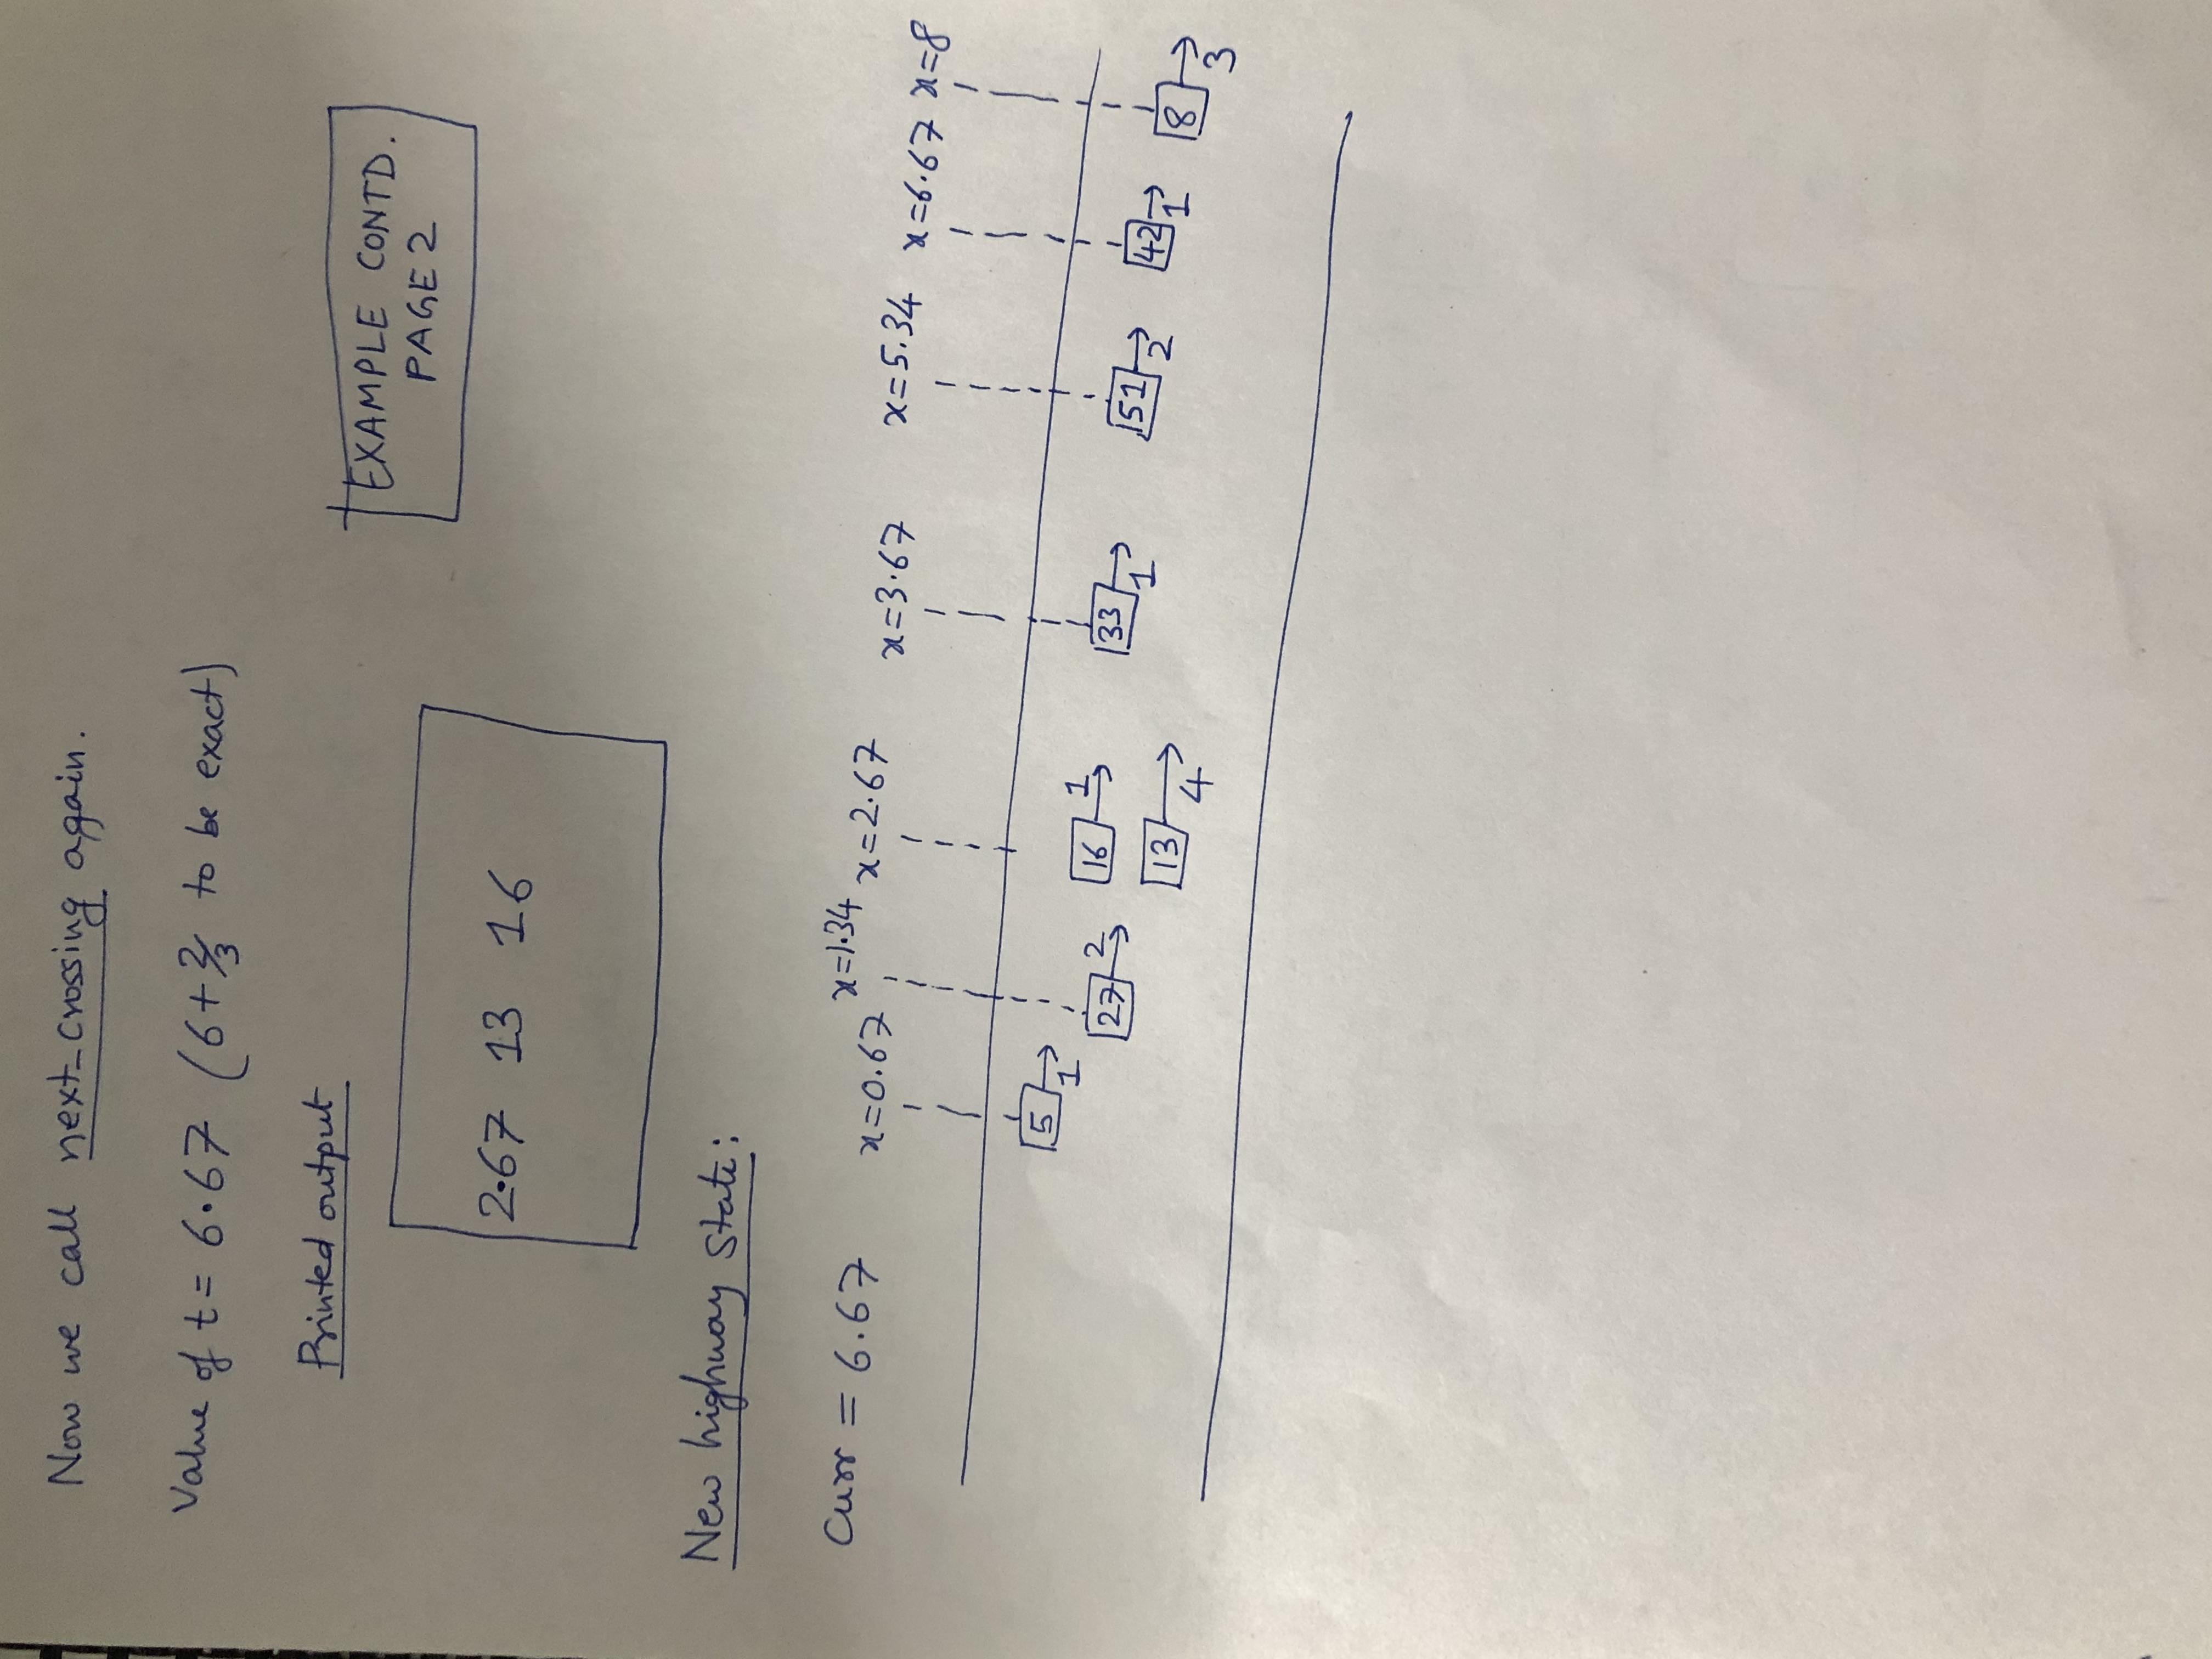 Now we call next_crossing again.
Value of t = 6.67 (6+2/3 to be exact)
Printed output
EXAMPLE CONTD.
PAGE 2
2.67 13 16
New highway state:
Curr = 6.67
x=0.67 x=1.34 x=2.67 x=3.67 x=5.34 x=6.67 x=8
5 1
27 2
16 1
13 4
33 1
51 2
42 1
8 3